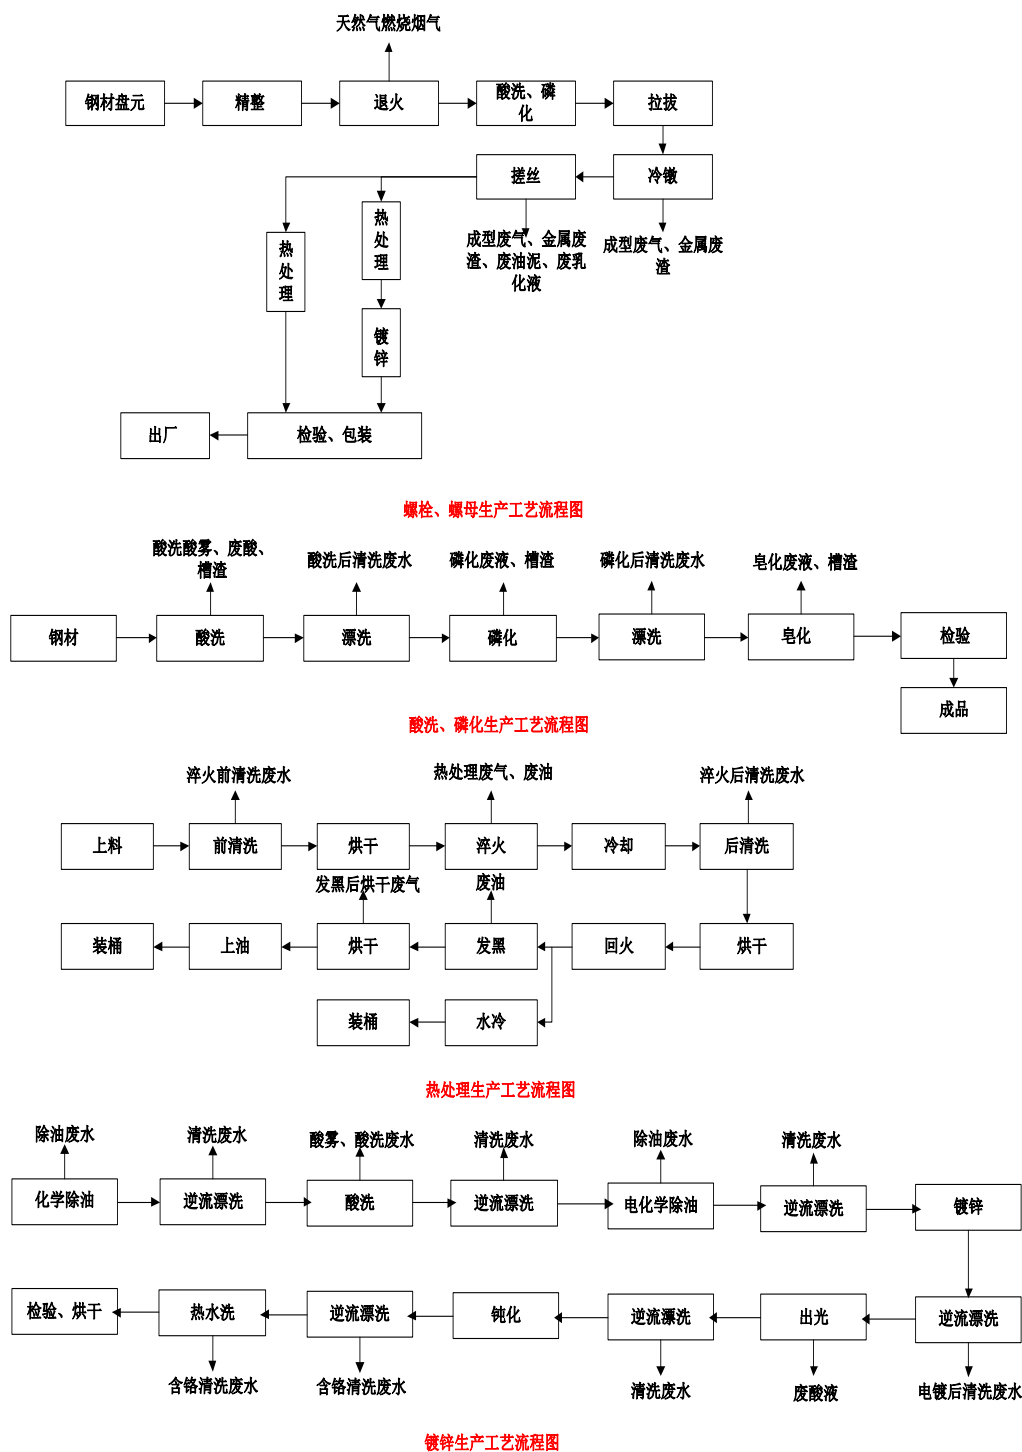 天然气燃烧烟气
钢材盘元
精整
退火
酸洗、磷
化
拉拔
搓丝
冷镦
热
处
理
热
处
理
成型废气、金属废
渣、废油泥、废乳
化液
成型废气、金属废
渣
镀
锌
出厂
检验、包装
螺栓、螺母生产工艺流程图
酸洗酸雾、废酸、
槽渣
酸洗后清洗废水
磷化废液、槽渣
磷化后清洗废水
皂化废液、槽渣
钢材
酸洗
漂洗
磷化
漂洗
皂化
检验
成品
酸洗、磷化生产工艺流程图
淬火前清洗废水
热处理废气、废油
淬火后清洗废水
上料
前清洗
烘干
淬火
冷却
后清洗
发黑后烘干废气
废油
装桶
上油
烘干
发黑
回火
烘干
装桶
水冷
热处理生产工艺流程图
除油废水
清洗废水
酸雾、酸洗废水
清洗废水
除油废水
清洗废水
化学除油
逆流漂洗
酸洗
逆流漂洗
电化学除油
逆流漂洗
镀锌
检验、烘干
热水洗
逆流漂洗
钝化
逆流漂洗
出光
逆流漂洗
含铬清洗废水
含铬清洗废水
清洗废水
废酸液
电镀后清洗废水
镀锌生产工艺流程图